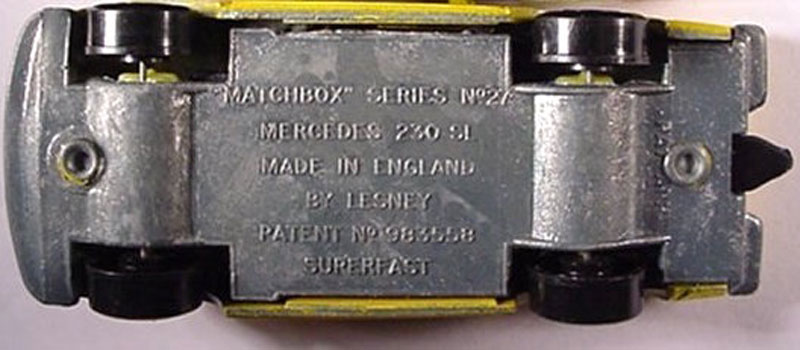 "MATCHBOX" SERIES Nº27
MERCEDES 230 SL
MADE IN ENGLAND
BY LESNEY
PATENT Nº 983558
SUPERFAST